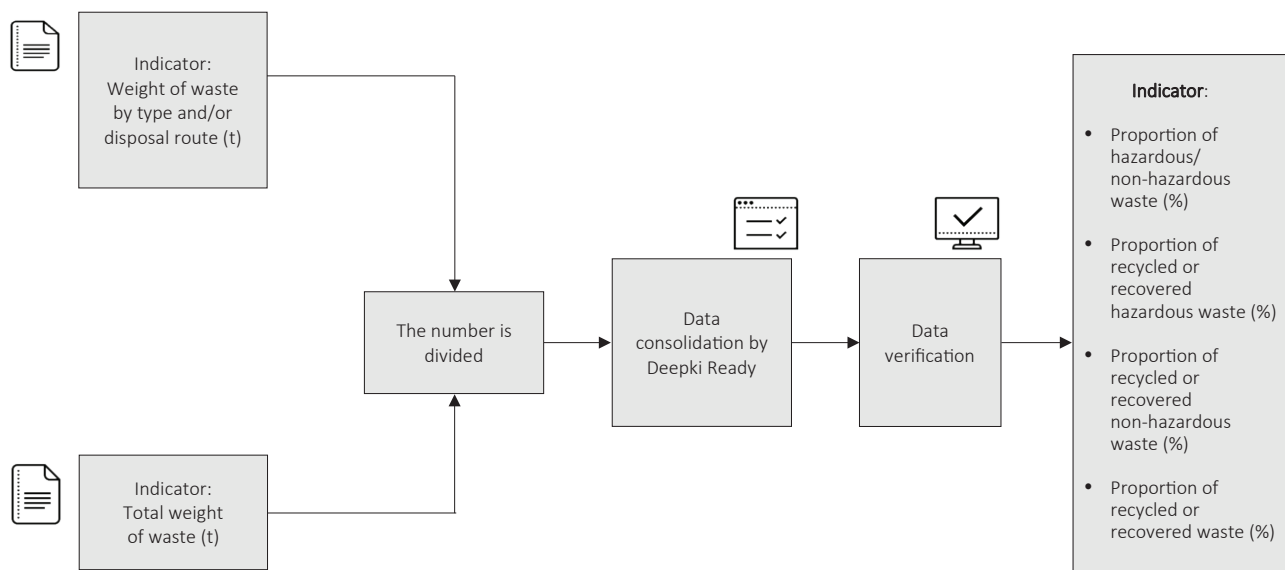 Indicator:
Weight of waste
by type and/or
disposal route (t)
Indicator:
Total weight
of waste (t)
The number is
divided
Data
consolidation by
Deepki Ready
Data
verification
Indicator:
• Proportion of
hazardous/
non-hazardous
waste (%)
• Proportion of
recycled or
recovered
hazardous waste (%)
• Proportion of
recycled or
recovered
non-hazardous
waste (%)
• Proportion of
recycled or
recovered waste (%)